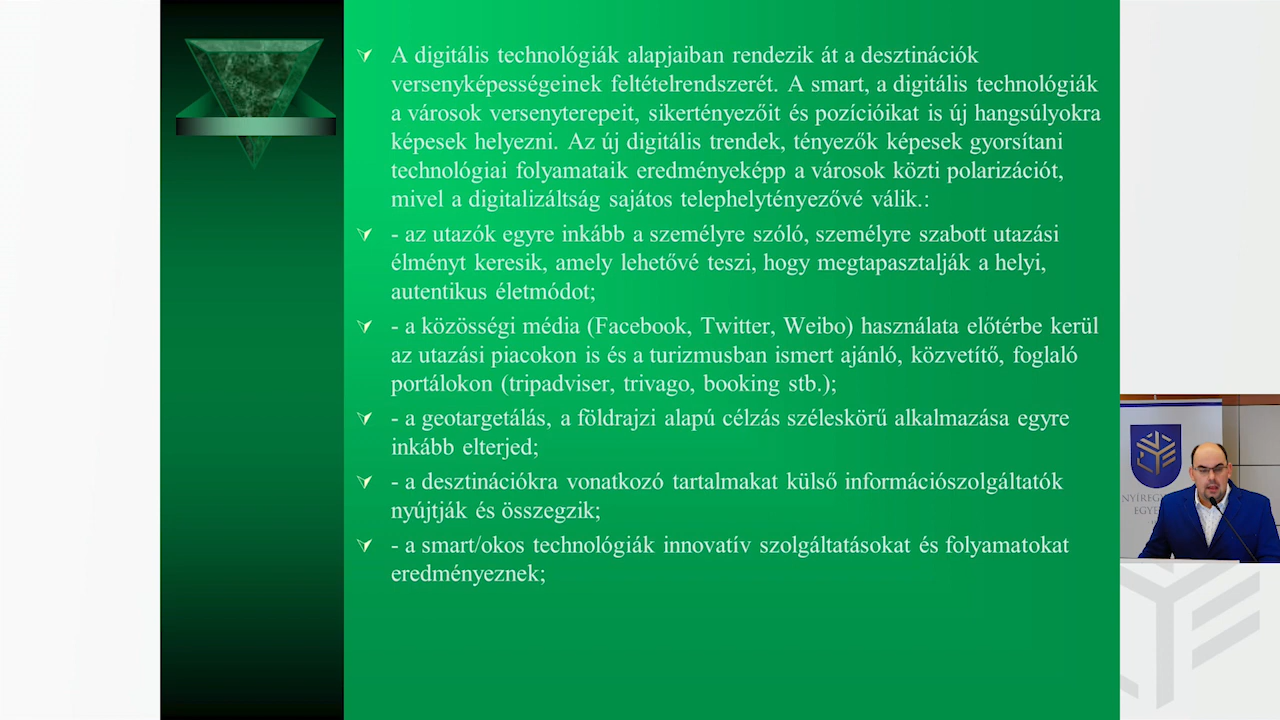 A digitális technológiák alapjaiban rendezik át a desztinációk
versenyképességeinek feltételrendszerét. A smart, a digitális technológiák
a városok versenyterepeit, sikertényezőit és pozícióikat is új hangsúlyokra
képesek helyezni. Az új digitális trendek, tényezők képesek gyorsítani
technológiai folyamataik eredményeképp a városok közti polarizációt,
mivel a digitalizáltság sajátos telephelytényezővé válik.:
- az utazók egyre inkább a személyre szóló, személyre szabott utazási
élményt keresik, amely lehetővé teszi, hogy megtapasztalják a helyi,
autentikus életmódot;
- a közösségi média (Facebook, Twitter, Weibo) használata előtérbe kerül
az utazási piacokon is és a turizmusban ismert ajánló, közvetítő, foglaló
portálokon (tripadviser, trivago, booking stb.);
- a geotargetálás, a földrajzi alapú célzás széleskörű alkalmazása egyre
inkább elterjed;
- a desztinációkra vonatkozó tartalmakat külső információszolgáltatók
nyújtják és összegzik;
- a smart/okos technológiák innovatív szolgáltatásokat és folyamatokat
eredményeznek;